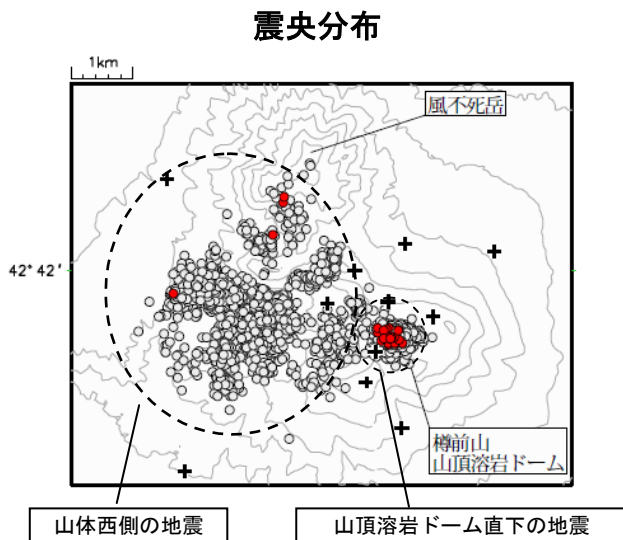 震央分布
1km
風不死岳
42°42′
樽前山
山頂溶岩ドーム
山体西側の地震
山頂溶岩ドーム直下の地震